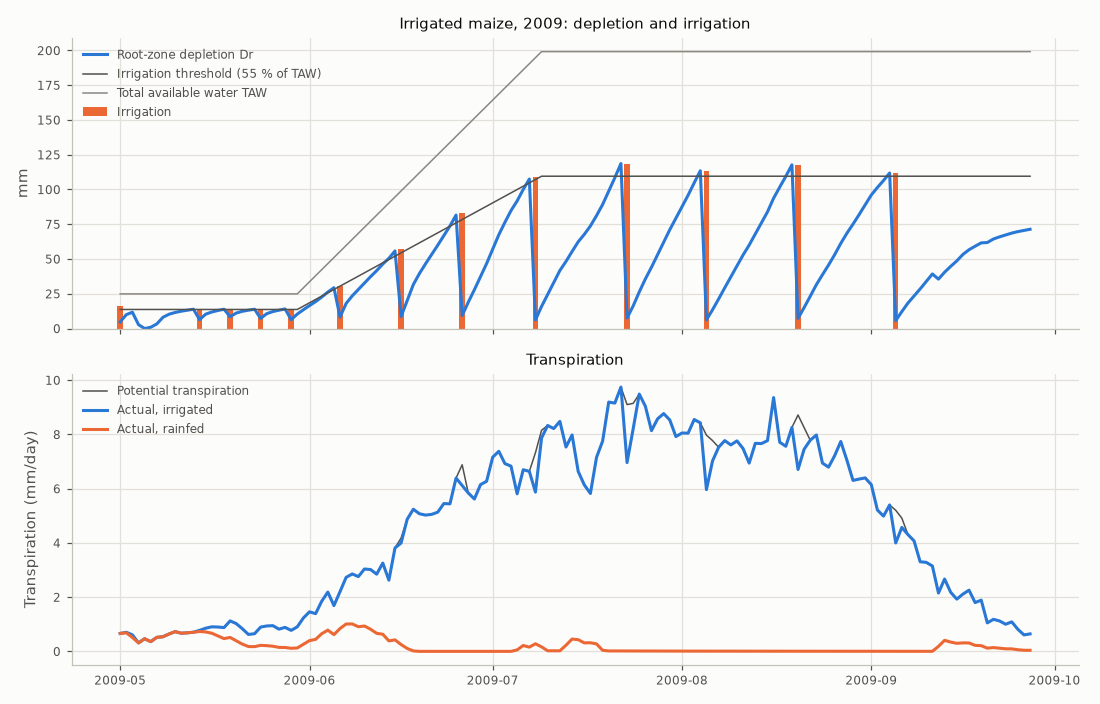 Irrigated maize, 2009: depletion and irrigation
mm
200
175
150
125
100
75
50
25
0
Root-zone depletion Dr
Irrigation threshold (55 % of TAW)
Total available water TAW
Irrigation
Transpiration
Transpiration (mm/day)
10
8
6
4
2
0
Potential transpiration
Actual, irrigated
Actual, rainfed
2009-05
2009-06
2009-07
2009-08
2009-09
2009-10